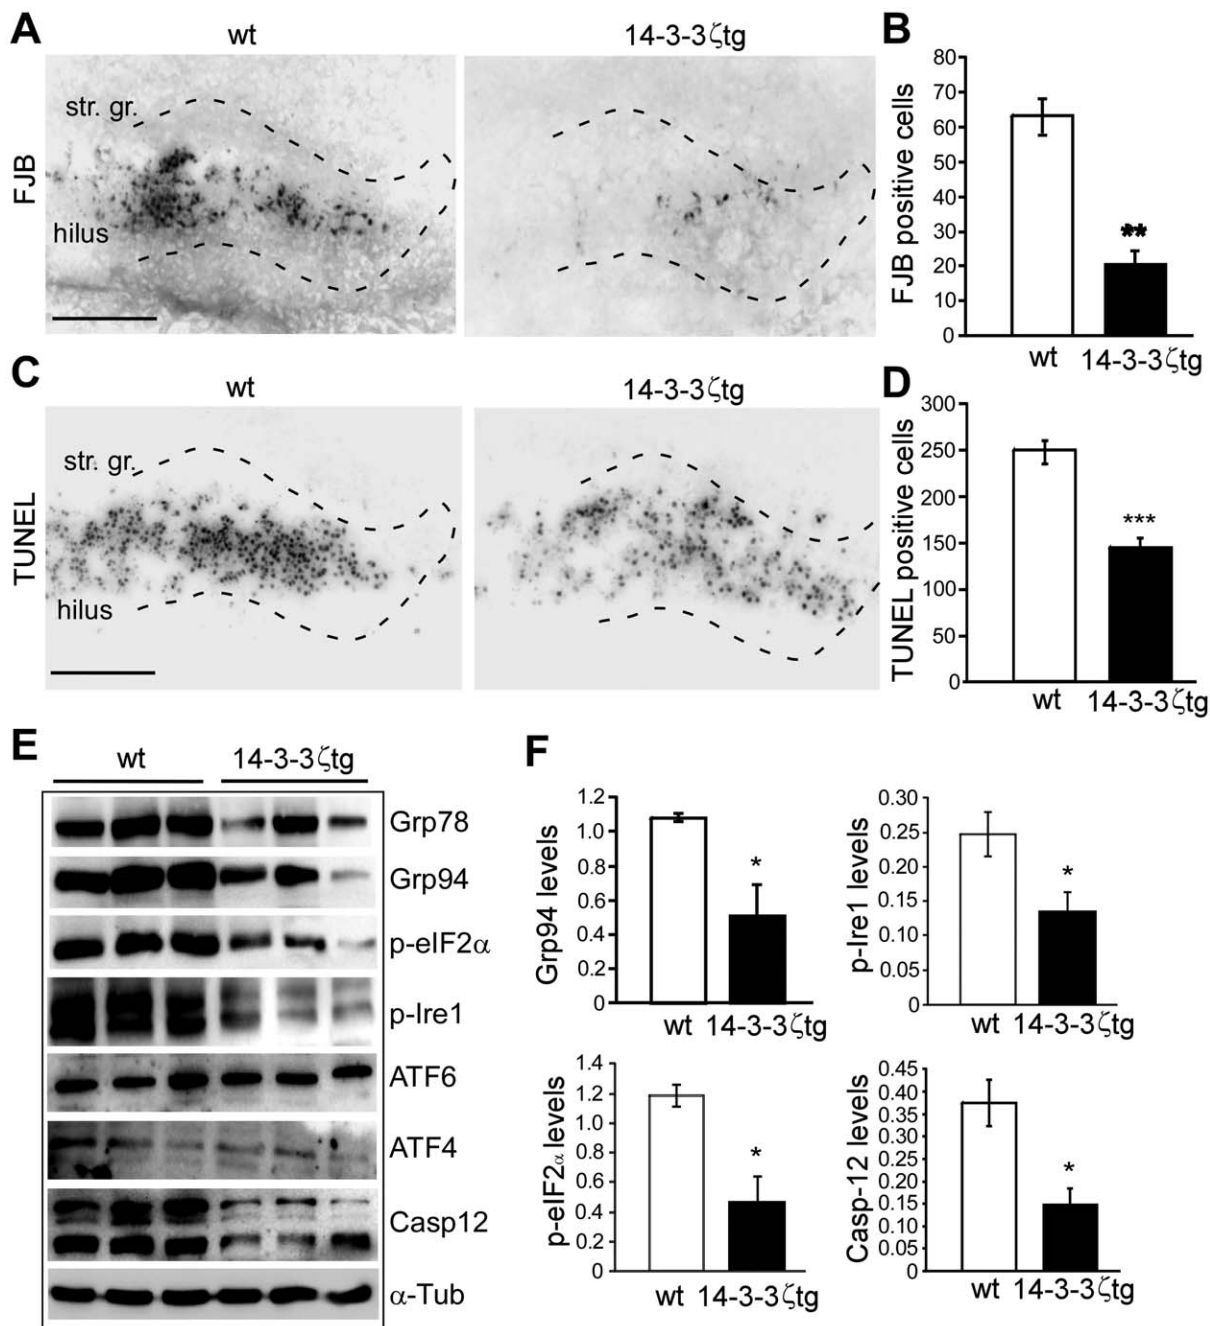 A
wt
14-3-3ζtg
FJB
str. gr.
hilus
B
FJB positive cells
80
70
60
50
40
30
20
10
0
**
wt
14-3-3ζtg
C
wt
14-3-3ζtg
TUNEL
str. gr.
hilus
D
TUNEL positive cells
300
250
200
150
100
50
0
***
wt
14-3-3ζtg
E
wt
14-3-3ζtg
Grp78
Grp94
p-eIF2α
p-Ire1
ATF6
ATF4
Casp12
α-Tub
F
Grp94 levels
1.2
1.0
0.8
0.6
0.4
0.2
0
*
wt
14-3-3ζtg
p-Ire1 levels
0.30
0.25
0.20
0.15
0.10
0.05
0
*
wt
14-3-3ζtg
p-eIF2α levels
1.4
1.2
1.0
0.8
0.6
0.4
0.2
0
*
wt
14-3-3ζtg
Casp-12 levels
0.45
0.40
0.35
0.30
0.25
0.20
0.15
0.10
0.05
0
*
wt
14-3-3ζtg